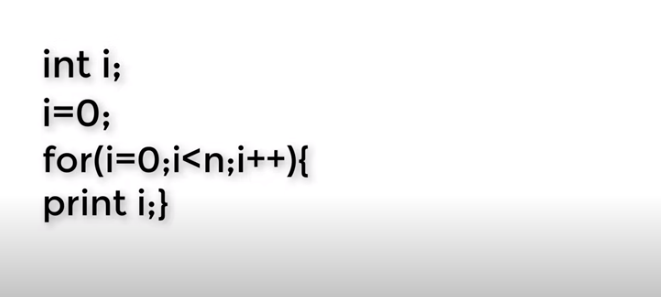 int i;
i=0;
for(i=0;i<n;i++){
print i;}